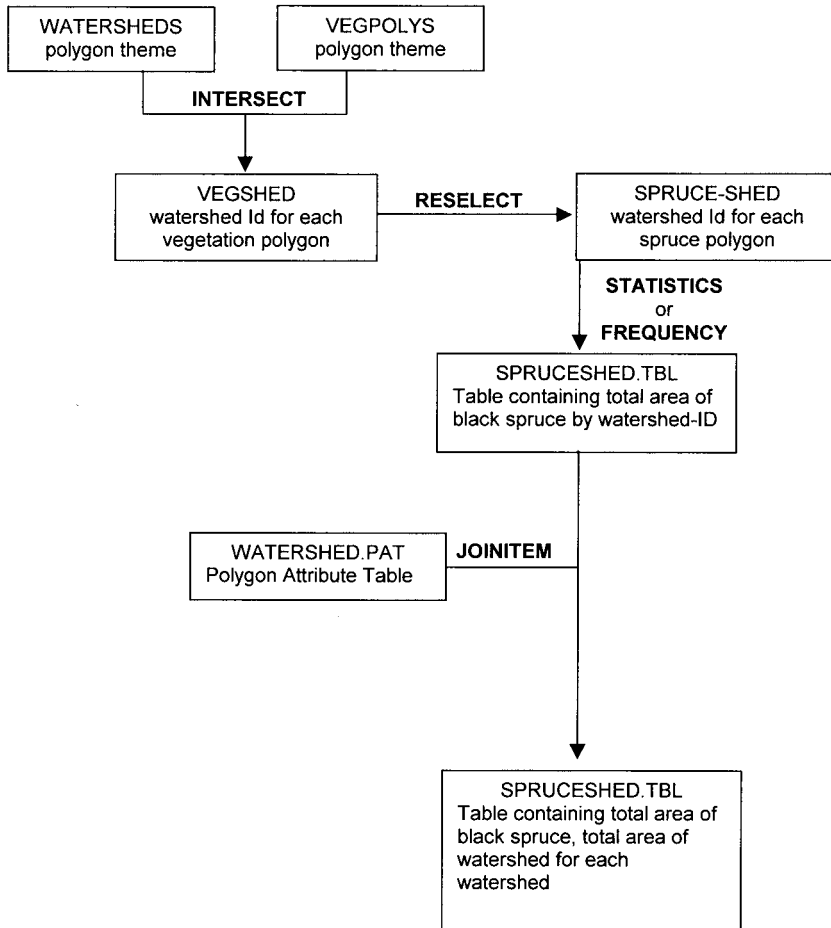 WATERSHEDS
polygon theme
VEGPOLYS
polygon theme
INTERSECT
VEGSHED
watershed Id for each
vegetation polygon
RESELECT
SPRUCE-SHED
watershed Id for each
spruce polygon
STATISTICS
or
FREQUENCY
SPRUCESHED.TBL
Table containing total area of
black spruce by watershed-ID
WATERSHED.PAT
Polygon Attribute Table
JOINITEM
SPRUCESHED.TBL
Table containing total area of
black spruce, total area of
watershed for each
watershed